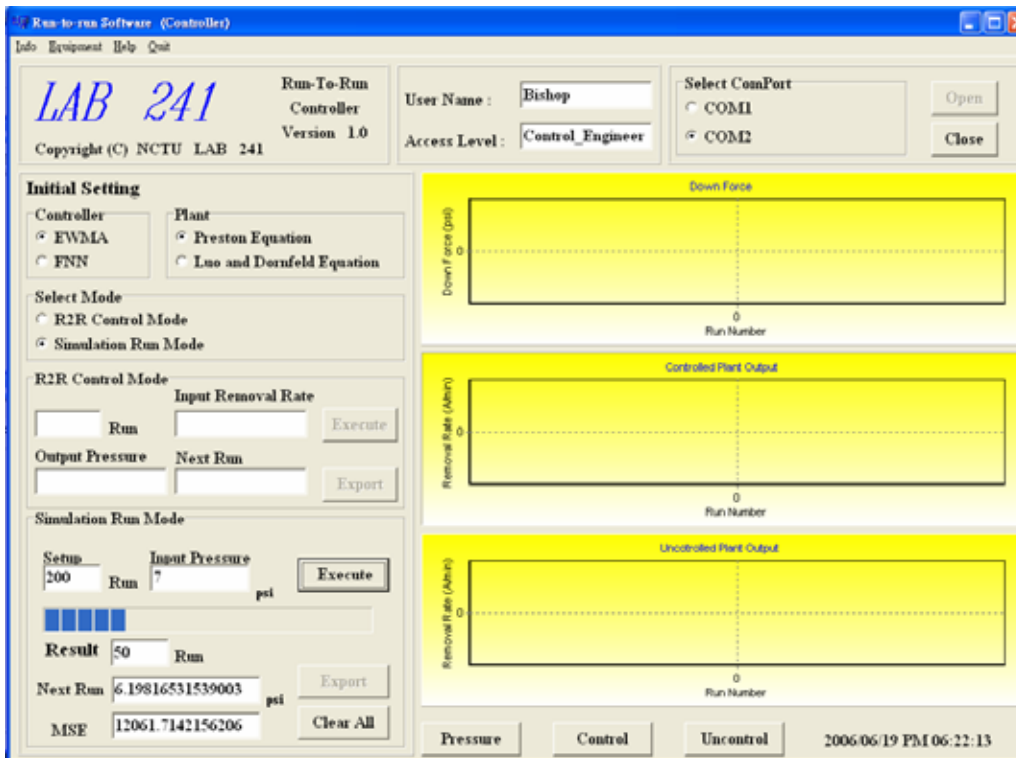 Run-to-run Software (Controller)
Info Equipment Help Quit
LAB 241
Run-To-Run
Controller
Version 1.0
Copyright (C) NCTU LAB 241
User Name :
Bishop
Access Level :
Control_Engineer
Select ComPort
COM1
COM2
Open
Close
Initial Setting
Controller
EWMA
FNN
Plant
Preston Equation
Luo and Dornfeld Equation
Select Mode
R2R Control Mode
Simulation Run Mode
R2R Control Mode
Input Removal Rate
Run
Execute
Output Pressure
Next Run
Export
Simulation Run Mode
Setup
200
Run
Input Pressure
7
psi
Execute
Result
50
Run
Next Run
6.19816531539003
psi
Export
MSE
12061.7142156206
Clear All
Down Force
Down Force (psi)
0
0
Run Number
Controlled Plant Output
Removal Rate (A/min)
0
0
Run Number
Uncotrolled Plant Output
Removal Rate (A/min)
0
0
Run Number
Pressure
Control
Uncontrol
2006/06/19 PM 06:22:13